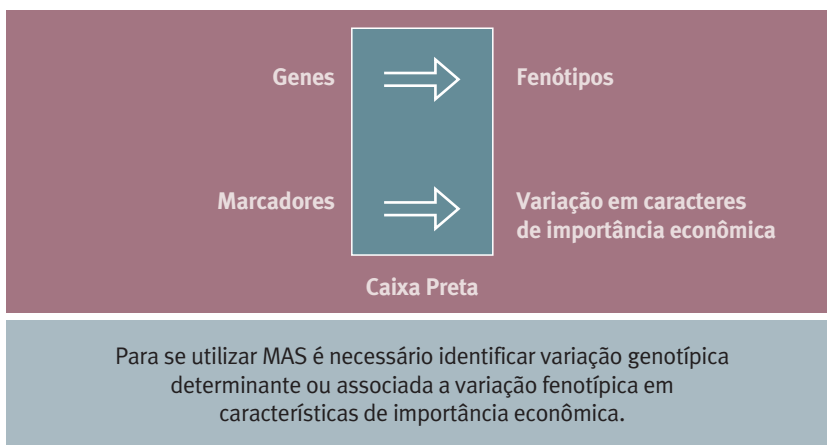 Genes
Fenótipos
Marcadores
Variação em caracteres
de importância econômica
Caixa Preta
Para se utilizar MAS é necessário identificar variação genotípica
determinante ou associada a variação fenotípica em
características de importância econômica.